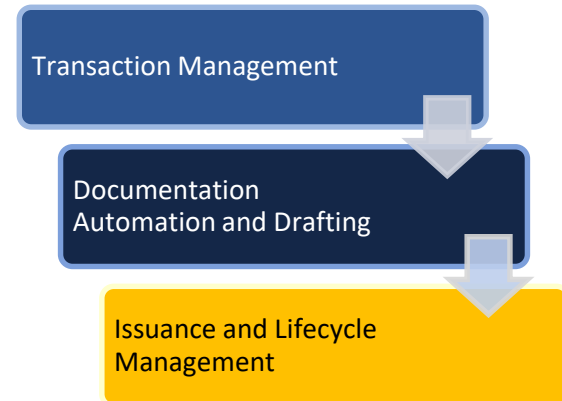 Transaction Management
Documentation
Automation and Drafting
Issuance and Lifecycle
Management